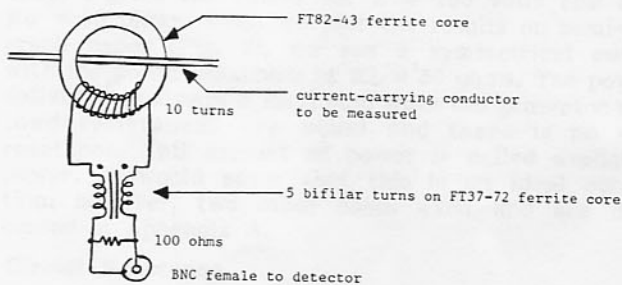 FT82-43 ferrite core
current-carrying conductor
to be measured
10 turns
5 bifilar turns on FT37-72 ferrite core
100 ohms
BNC female to detector